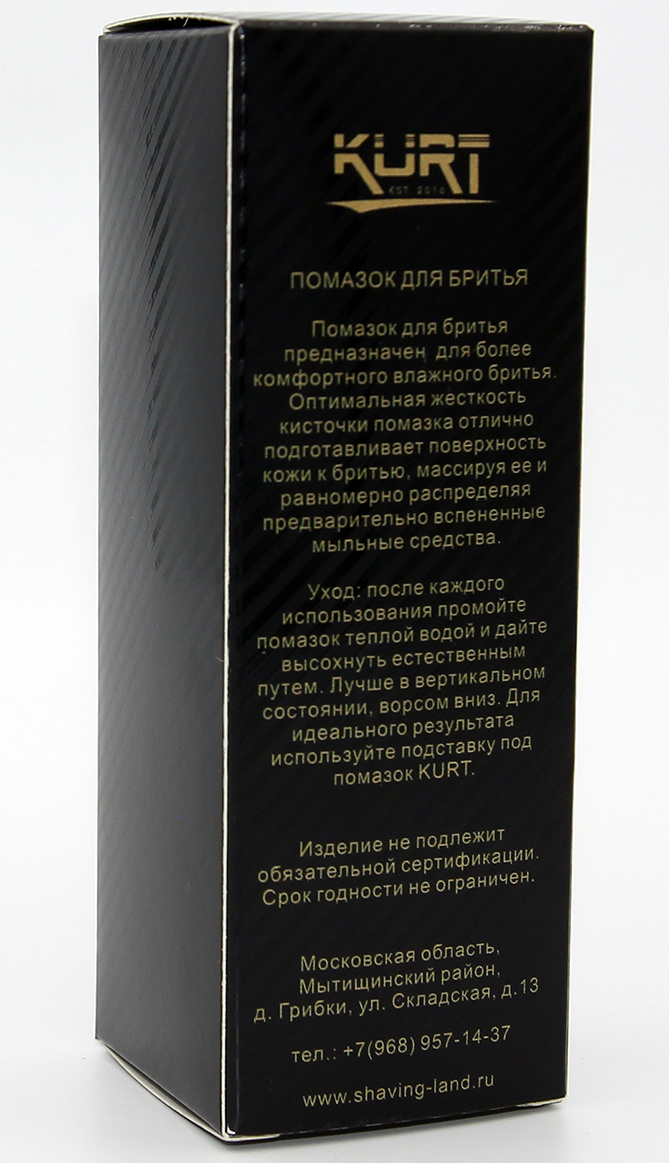 KURT
EST. 2016
ПОМАЗОК ДЛЯ БРИТЬЯ
Помазок для бритья
предназначен для более
комфортного влажного бритья.
Оптимальная жесткость
кисточки помазка отлично
подготавливает поверхность
кожи к бритью, массируя ее и
равномерно распределяя
предварительно вспененные
мыльные средства.
Уход: после каждого
использования промойте
помазок теплой водой и дайте
высохнуть естественным
путем. Лучше в вертикальном
состоянии, ворсом вниз. Для
идеального результата
используйте подставку под
помазок KURT.
Изделие не подлежит
обязательной сертификации.
Срок годности не ограничен.
Московская область,
Мытищинский район,
д. Грибки, ул. Складская, д.13
тел.: +7(968) 957-14-37
www.shaving-land.ru